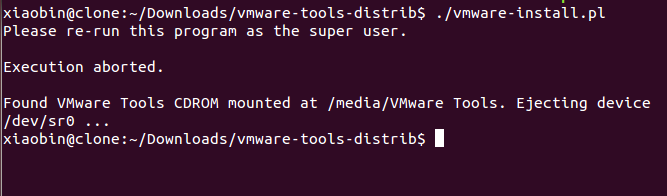 xiaobin@clone:~/Downloads/vmware-tools-distrib$ ./vmware-install.pl
Please re-run this program as the super user.
Execution aborted.
Found VMware Tools CDROM mounted at /media/VMware Tools. Ejecting device
/dev/sr0 ...
xiaobin@clone:~/Downloads/vmware-tools-distrib$